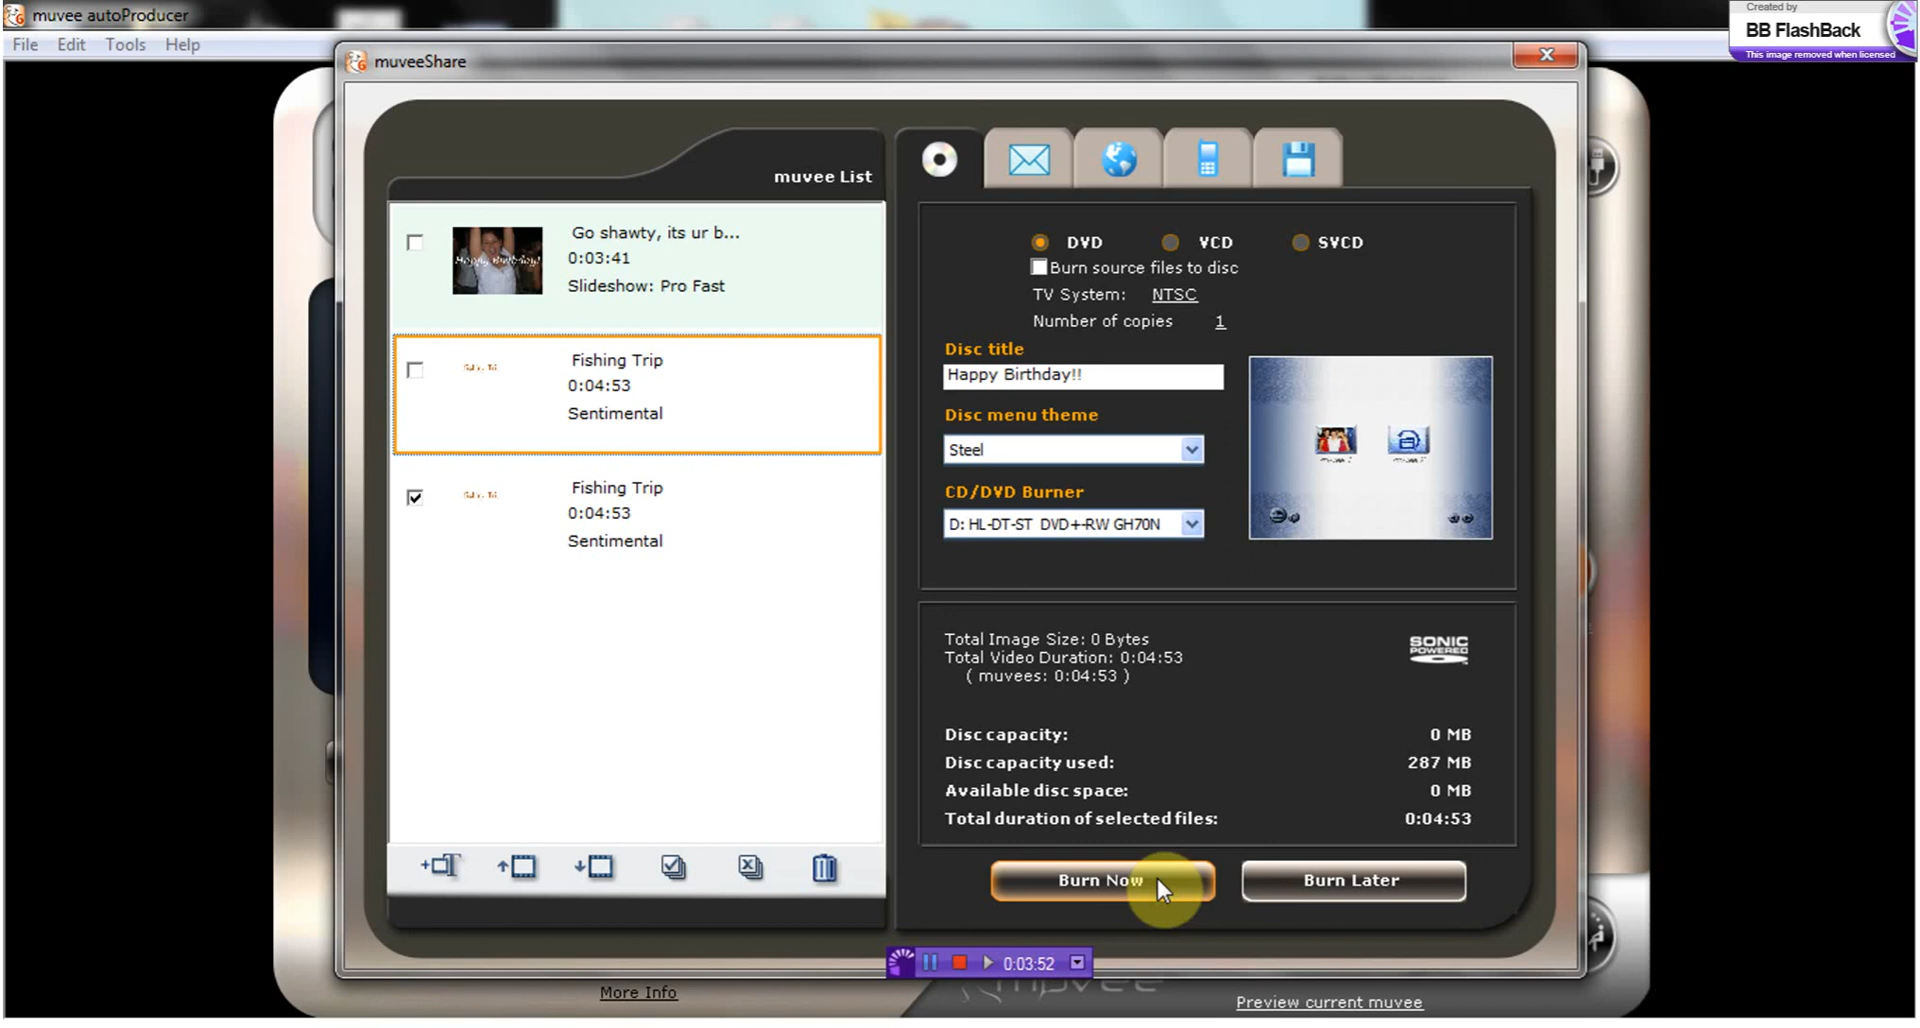 muvee autoProducer
File Edit Tools Help
Created by
BB FlashBack
This image removed when licensed
muveeShare
muvee List
Go shawty, its ur b...
0:03:41
Slideshow: Pro Fast
Happy Birthday!
Fishing Trip
0:04:53
Sentimental
Fishing Trip
0:04:53
Sentimental
DVD VCD SVCD
Burn source files to disc
TV System: NTSC
Number of copies 1
Disc title
Happy Birthday!!
Disc menu theme
Steel
CD/DVD Burner
D: HL-DT-ST DVD+-RW GH70N
Total Image Size: 0 Bytes
Total Video Duration: 0:04:53
( muvees: 0:04:53 )
SONIC
POWERED
Disc capacity: 0 MB
Disc capacity used: 287 MB
Available disc space: 0 MB
Total duration of selected files: 0:04:53
Burn Now Burn Later
0:03:52
More Info
muvee
Preview current muvee